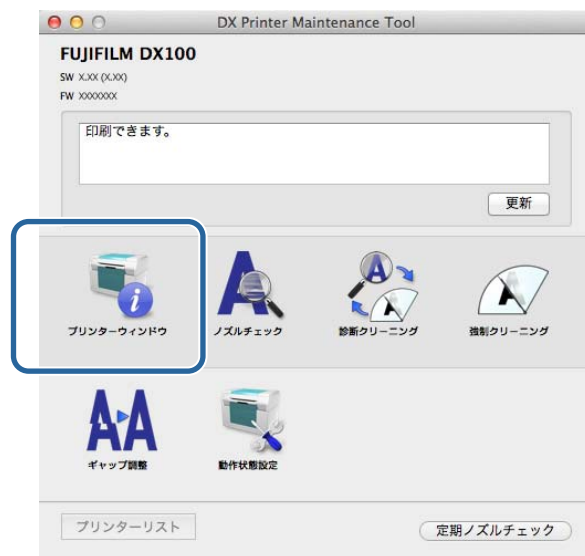 DX Printer Maintenance Tool
FUJIFILM DX100
SW X.XX (X.XX)
FW XXXXXXX
印刷できます。
更新
プリンターウィンドウ
ノズルチェック
診断クリーニング
強制クリーニング
ギャップ調整
動作状態設定
プリンターリスト
定期ノズルチェック